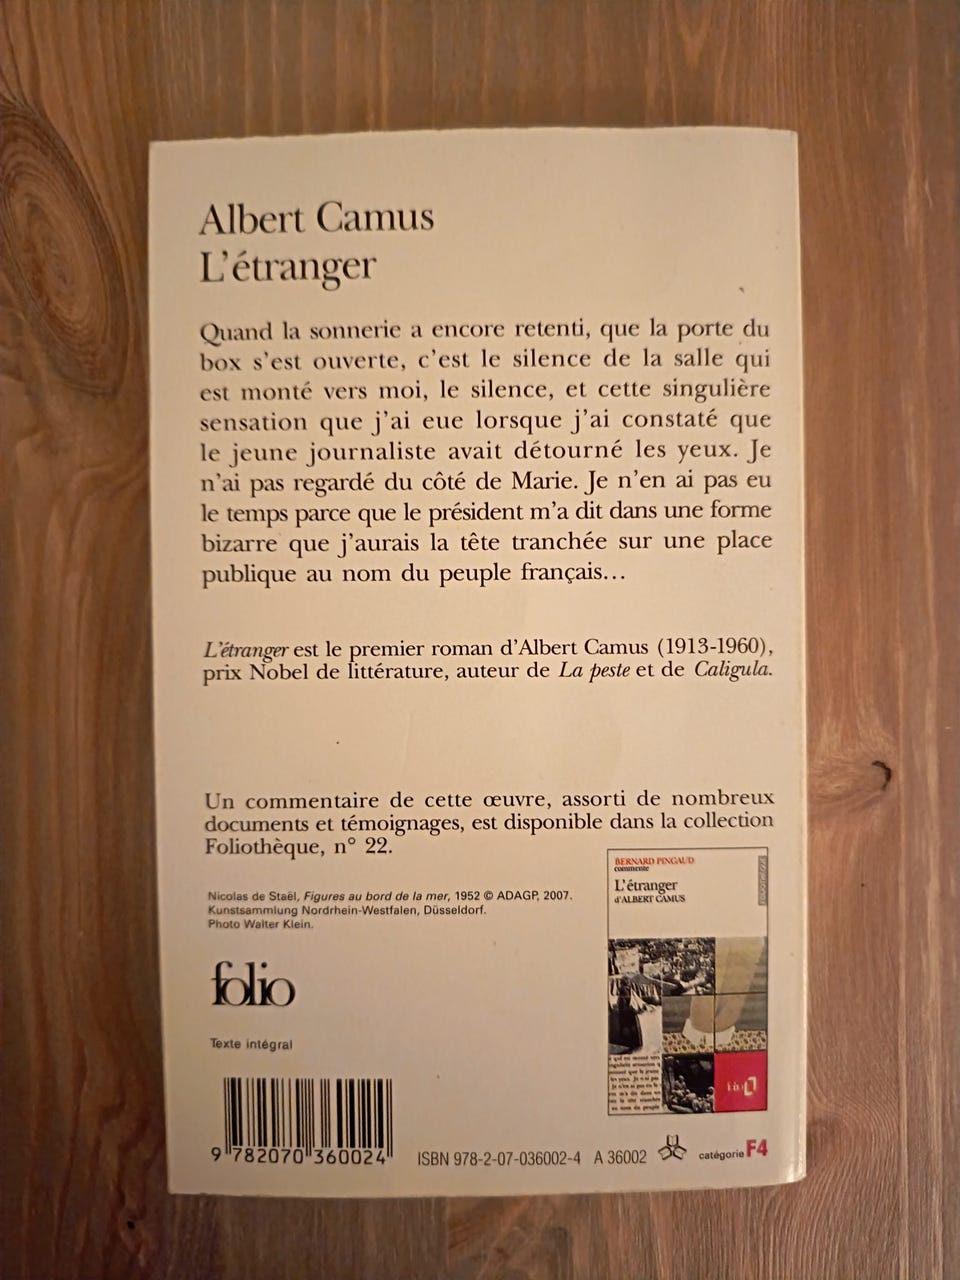 Albert Camus
L'étranger
Quand la sonnerie a encore retenti, que la porte du
box s'est ouverte, c'est le silence de la salle qui
est monté vers moi, le silence, et cette singulière
sensation que j'ai eue lorsque j'ai constaté que
le jeune journaliste avait détourné les yeux. Je
n'ai pas regardé du côté de Marie. Je n'en ai pas eu
le temps parce que le président m'a dit dans une forme
bizarre que j'aurais la tête tranchée sur une place
publique au nom du peuple français...
L'étranger est le premier roman d'Albert Camus (1913-1960),
prix Nobel de littérature, auteur de La peste et de Caligula.
Un commentaire de cette œuvre, assorti de nombreux
documents et témoignages, est disponible dans la collection
Foliothèque, n° 22.
Nicolas de Staël, Figures au bord de la mer, 1952 © ADAGP, 2007.
Kunstsammlung Nordrhein-Westfalen, Düsseldorf.
Photo Walter Klein.
folio
Texte intégral
9 782070 360024
ISBN 978-2-07-036002-4 A 36002
catégorie F4
BERNARD PINGAUD
commente
L'étranger
d'ALBERT CAMUS